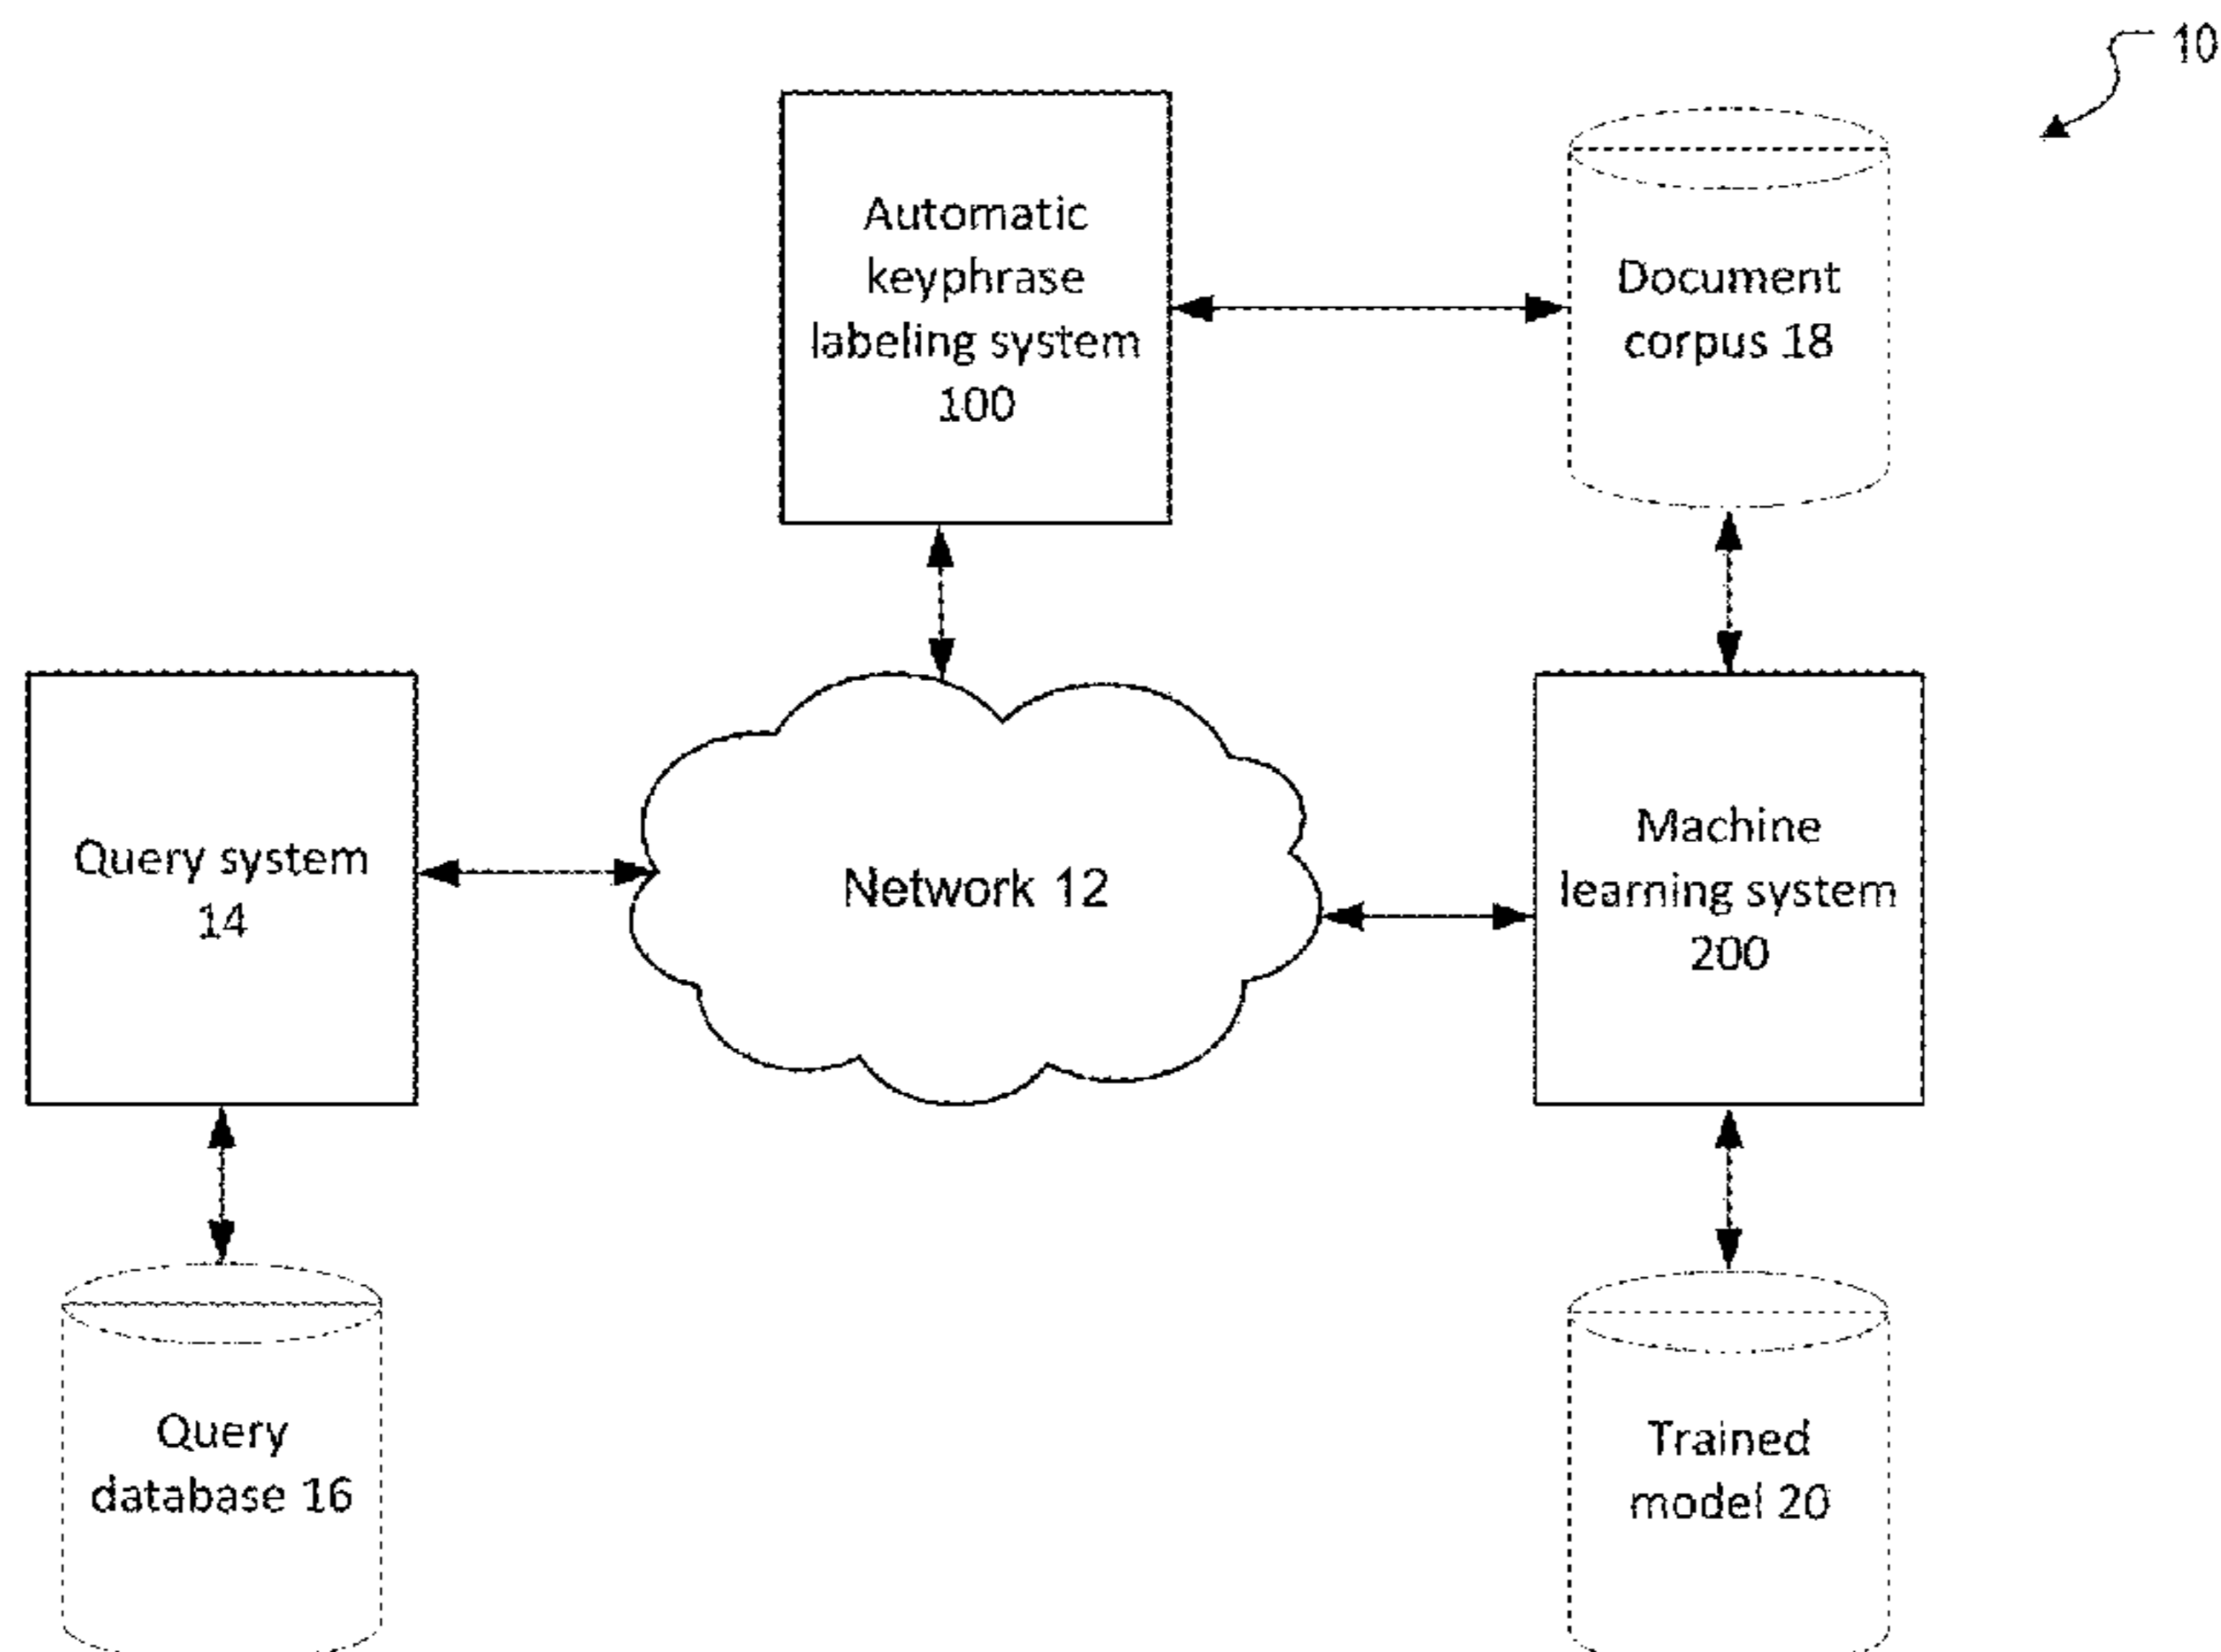 10
Automatic
keyphrase
labeling system
100
Document
corpus 18
Query system
14
Network 12
Machine
learning system
200
Query
database 16
Trained
model 20